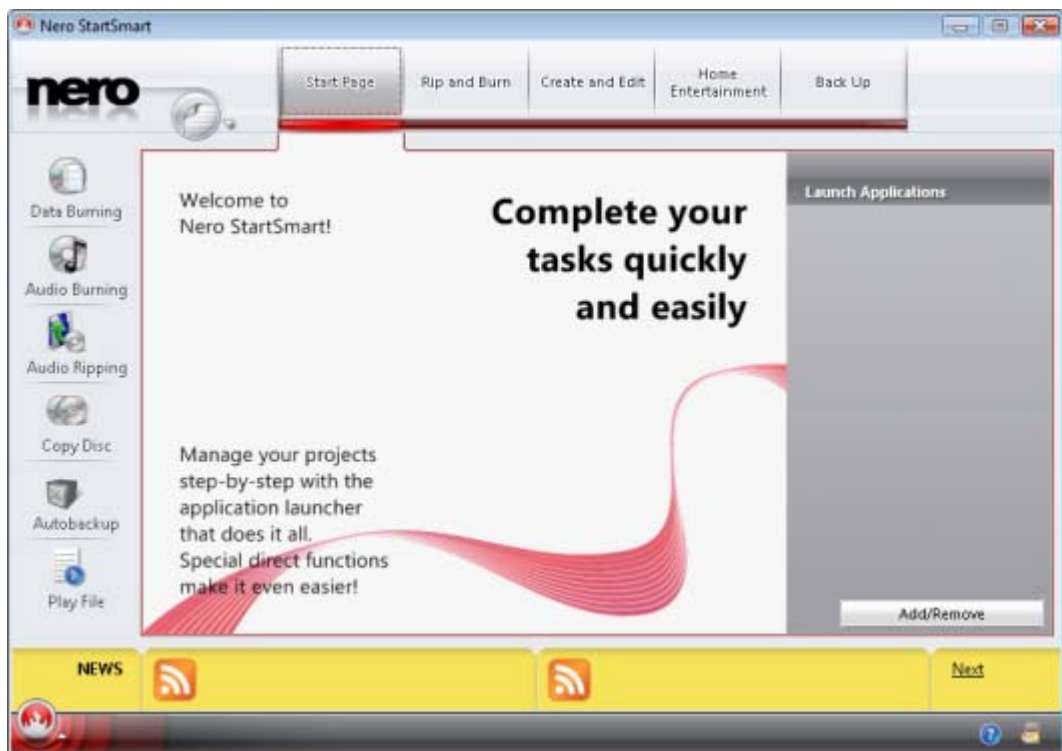 Nero StartSmart
nero
Start Page
Rip and Burn
Create and Edit
Home
Entertainment
Back Up
Data Burning
Audio Burning
Audio Ripping
Copy Disc
Autobackup
Play File
Welcome to
Nero StartSmart!
Complete your
tasks quickly
and easily
Manage your projects
step-by-step with the
application launcher
that does it all.
Special direct functions
make it even easier!
Launch Applications
Add/Remove
NEWS
Next